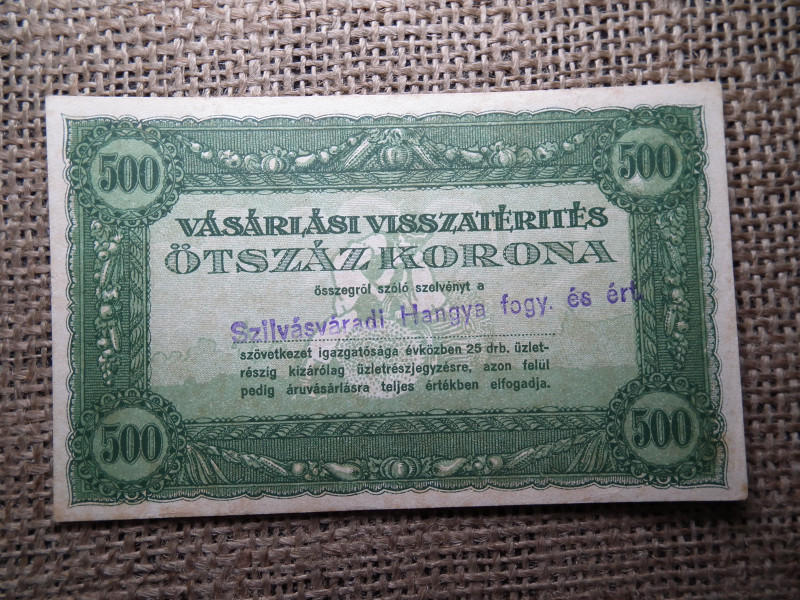 500 500
VÁSÁRLÁSI VISSZATÉRITÉS
ÖTSZÁZ KORONA
összegről szóló szelvényt a
Szilvásváradi Hangya fogy. és ért.
szövetkezet igazgatósága évközben 25 drb. üzlet-
részig kizárólag üzletrészjegyzésre, azon felül
pedig áruvásárlásra teljes értékben elfogadja.
500 500